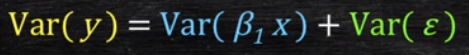 Var( y ) = Var( β₁ x ) + Var( ε )